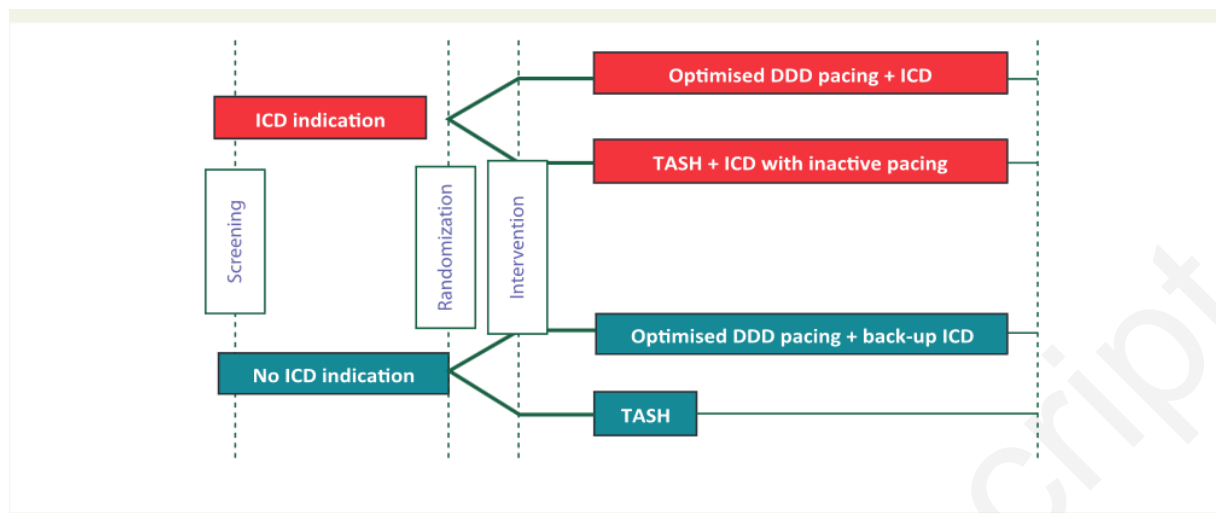 Optimised DDD pacing + ICD
ICD indication
TASH + ICD with inactive pacing
Screening
Randomization
Intervention
Optimised DDD pacing + back-up ICD
No ICD indication
TASH
cript